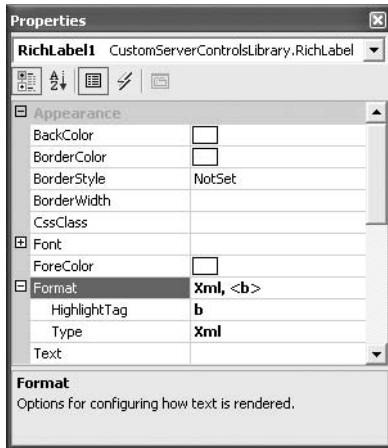 Properties
RichLabel1 CustomServerControlsLibrary.RichLabel
Appearance
BackColor
BorderColor
BorderStyle NotSet
BorderWidth
CssClass
Font
ForeColor
Format Xml, <b>
HighlightTag b
Type Xml
Text
Format
Options for configuring how text is rendered.